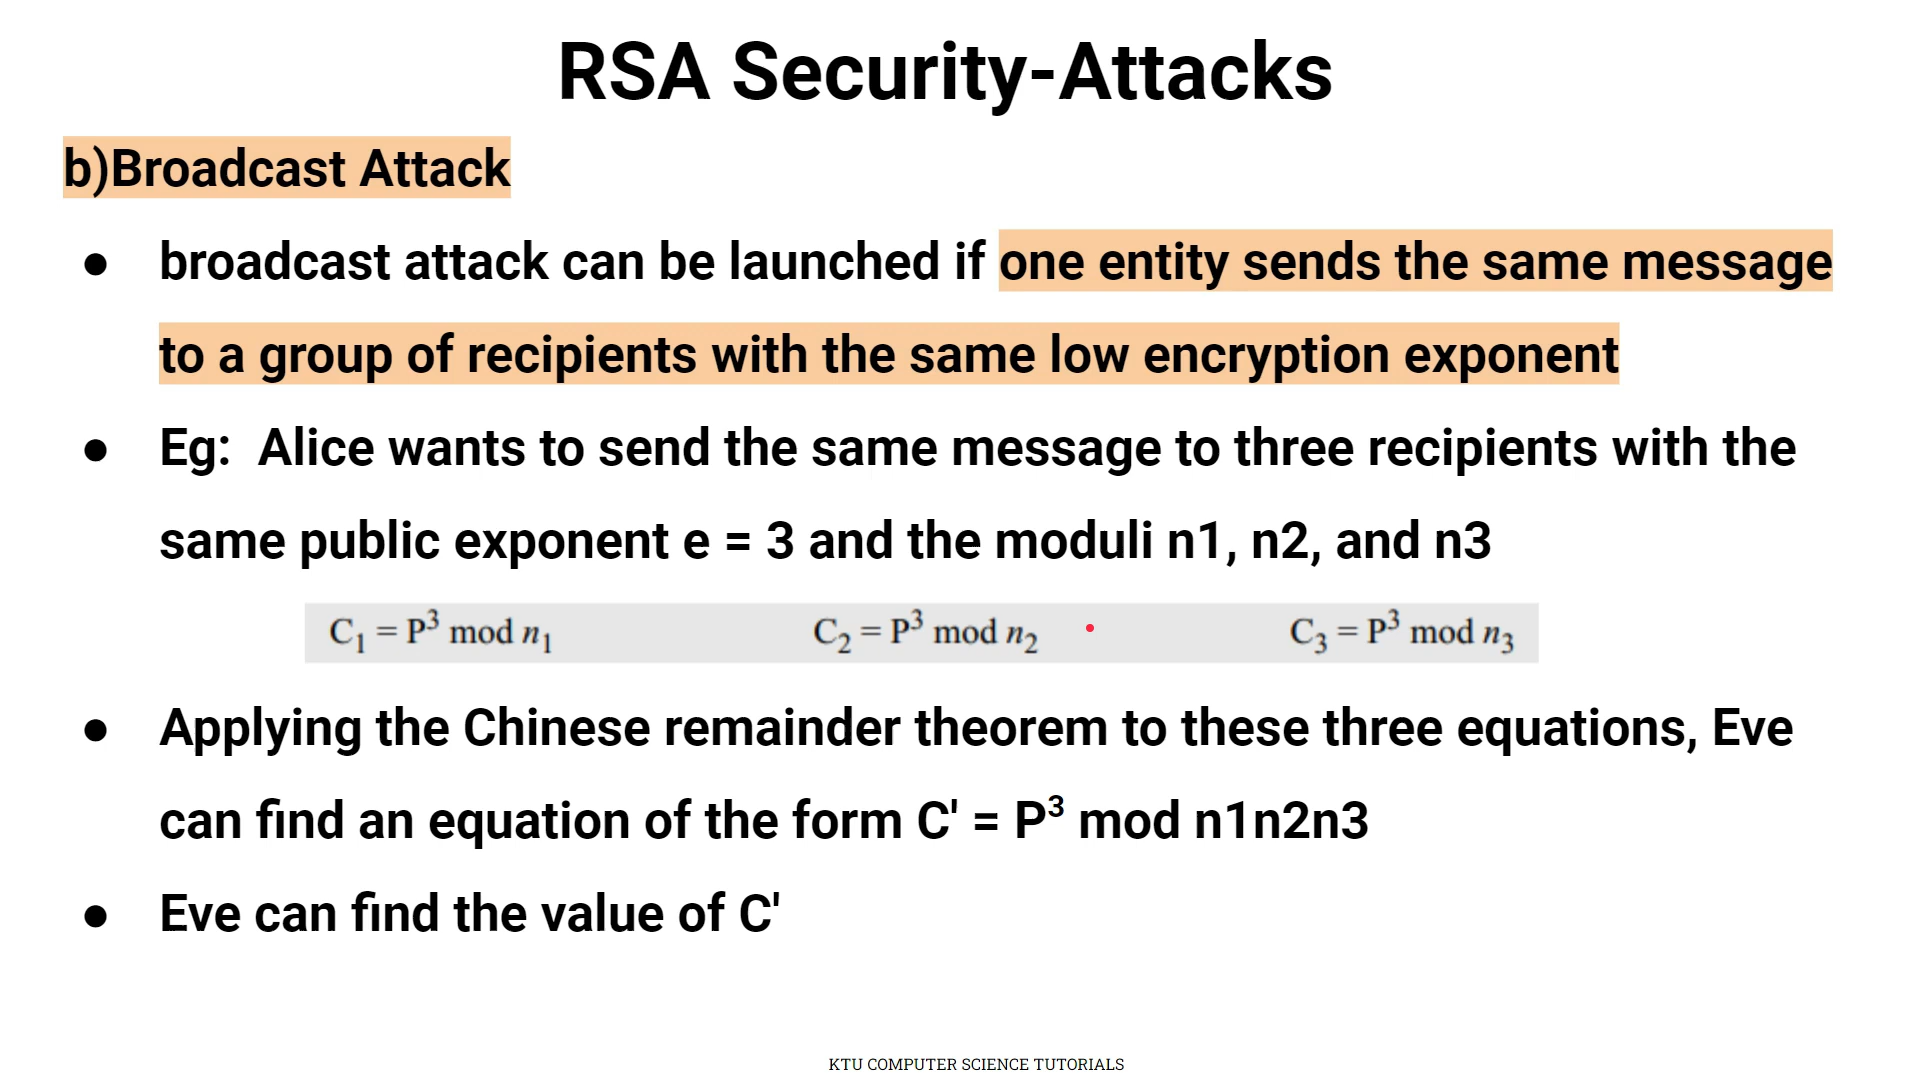 RSA Security-Attacks
b)Broadcast Attack
● broadcast attack can be launched if one entity sends the same message
to a group of recipients with the same low encryption exponent
● Eg: Alice wants to send the same message to three recipients with the
same public exponent e = 3 and the moduli n1, n2, and n3
C₁ = P³ mod n₁ C₂ = P³ mod n₂ C₃ = P³ mod n₃
● Applying the Chinese remainder theorem to these three equations, Eve
can find an equation of the form C' = P³ mod n1n2n3
● Eve can find the value of C'
KTU COMPUTER SCIENCE TUTORIALS